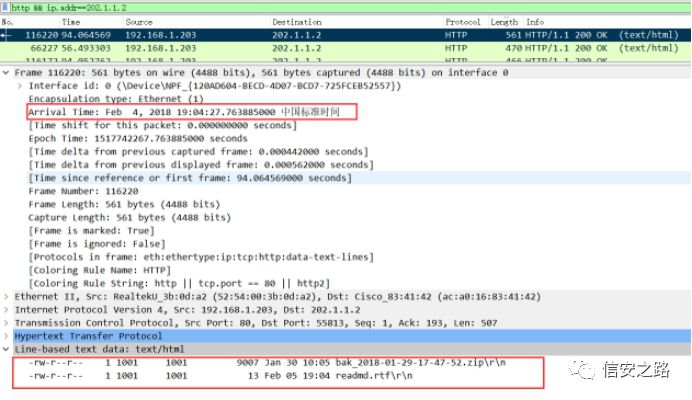 http && ip.addr==202.1.1.2
No. Time Source Destination Protocol Length Info
116220 94.064569 192.168.1.203 202.1.1.2 HTTP 561 HTTP/1.1 200 OK (text/html)
66227 56.493303 192.168.1.203 202.1.1.2 HTTP 470 HTTP/1.1 200 OK (text/html)
Frame 116220: 561 bytes on wire (4488 bits), 561 bytes captured (4488 bits) on interface 0
Interface id: 0 (\Device\NPF_{120AD604-BECD-4D07-BCD7-725FCEB52557})
Encapsulation type: Ethernet (1)
Arrival Time: Feb 4, 2018 19:04:27.763885000 中国标准时间
[Time shift for this packet: 0.000000000 seconds]
Epoch Time: 1517742267.763885000 seconds
[Time delta from previous captured frame: 0.000442000 seconds]
[Time delta from previous displayed frame: 0.000562000 seconds]
[Time since reference or first frame: 94.064569000 seconds]
Frame Number: 116220
Frame Length: 561 bytes (4488 bits)
Capture Length: 561 bytes (4488 bits)
[Frame is marked: True]
[Frame is ignored: False]
[Protocols in frame: eth:ethertype:ip:tcp:http:data-text-lines]
[Coloring Rule Name: HTTP]
[Coloring Rule String: http || tcp.port == 80 || http2]
Ethernet II, Src: RealtekU_3b:0d:a2 (52:54:00:3b:0d:a2), Dst: Cisco_83:41:42 (ac:a0:16:83:41:42)
Internet Protocol Version 4, Src: 192.168.1.203, Dst: 202.1.1.2
Transmission Control Protocol, Src Port: 80, Dst Port: 55813, Seq: 1, Ack: 193, Len: 507
Hypertext Transfer Protocol
Line-based text data: text/html
-rw-r--r-- 1 1001 1001 9007 Jan 30 10:05 bak_2018-01-29-17-47-52.zip\r\n
-rw-r--r-- 1 1001 1001 13 Feb 05 19:04 readmd.rtf\r\n
信安之路